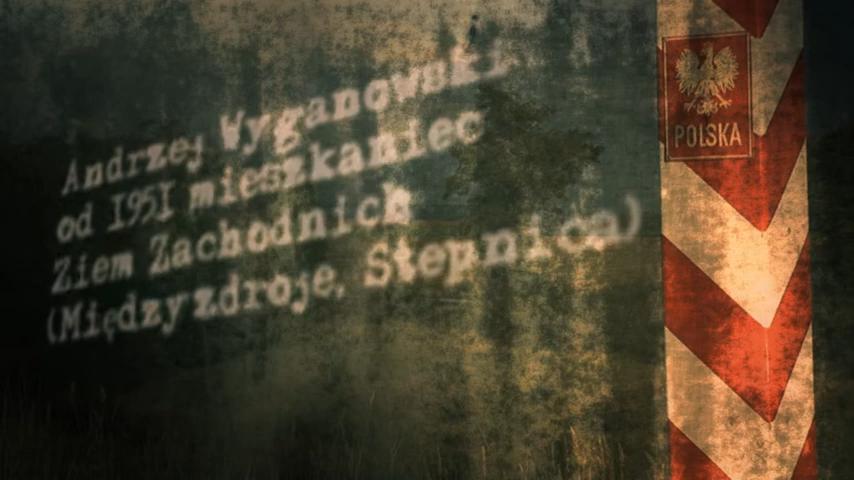 Andrzej Wyganowski
od 1951 mieszkaniec
Ziem Zachodnich
(Międzyzdroje, Stepnica)
POLSKA